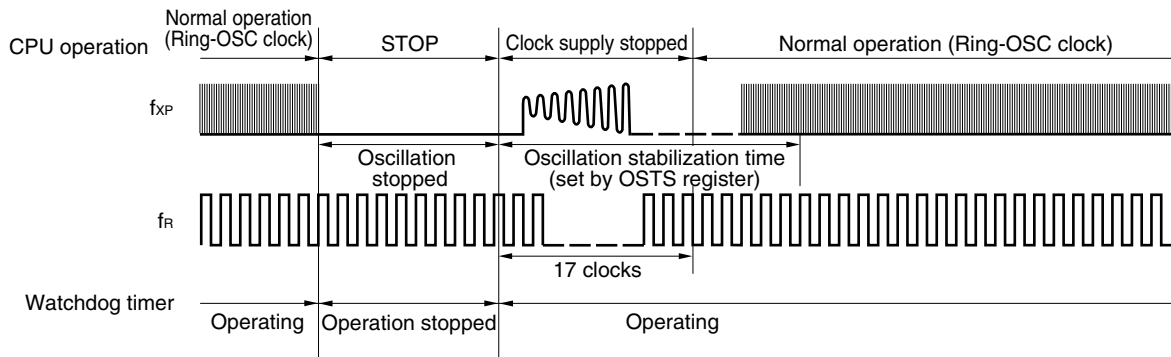 Normal operation
(Ring-OSC clock)
CPU operation
STOP
Clock supply stopped
Normal operation (Ring-OSC clock)
fXP
Oscillation
stopped
Oscillation stabilization time
(set by OSTS register)
fR
17 clocks
Watchdog timer
Operating
Operation stopped
Operating